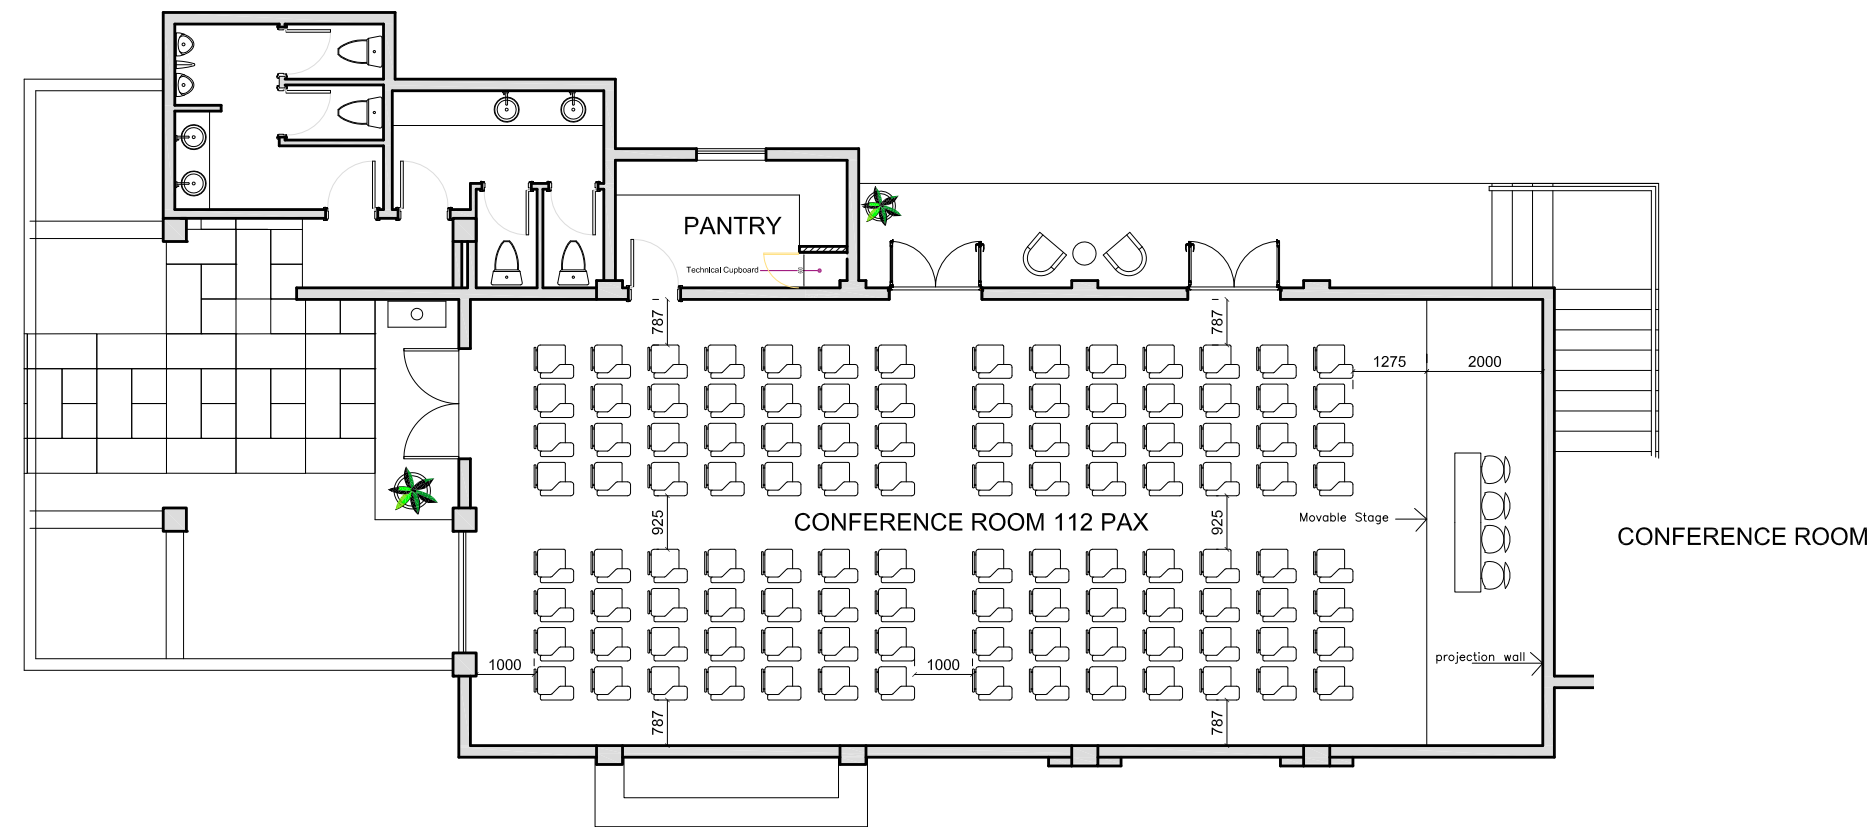 PANTRY
Technical Cupboard
787
787
1275
2000
925
CONFERENCE ROOM 112 PAX
925
Movable Stage
CONFERENCE ROOM
1000
1000
projection wall
787
787